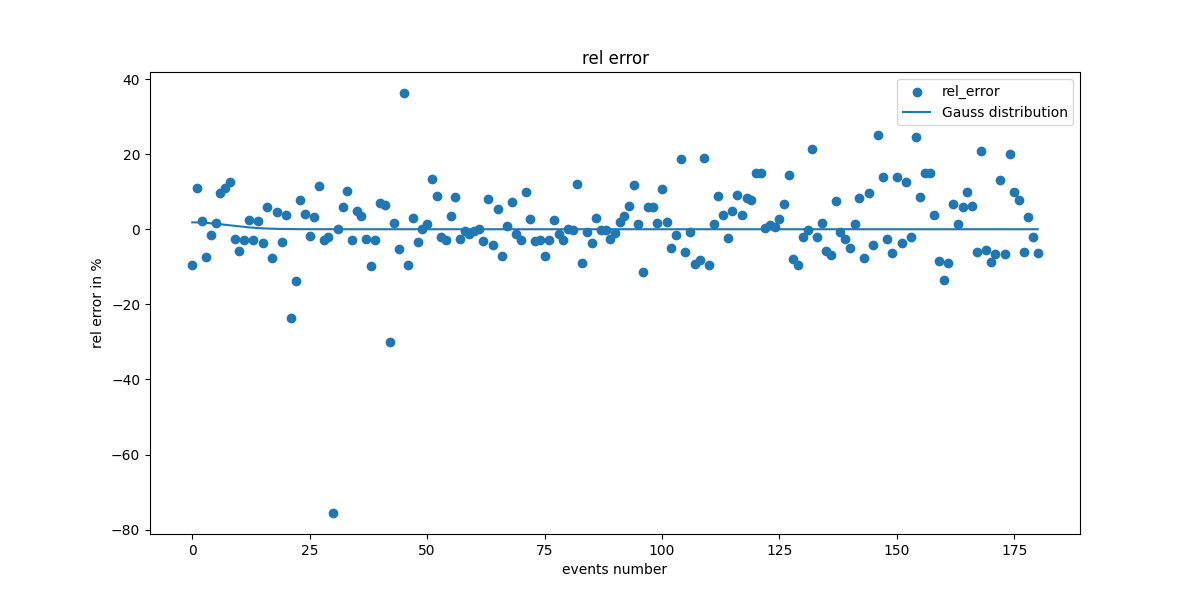 rel error
rel_error
Gauss distribution
rel error in %
40
20
0
−20
−40
−60
−80
0 25 50 75 100 125 150 175
events number